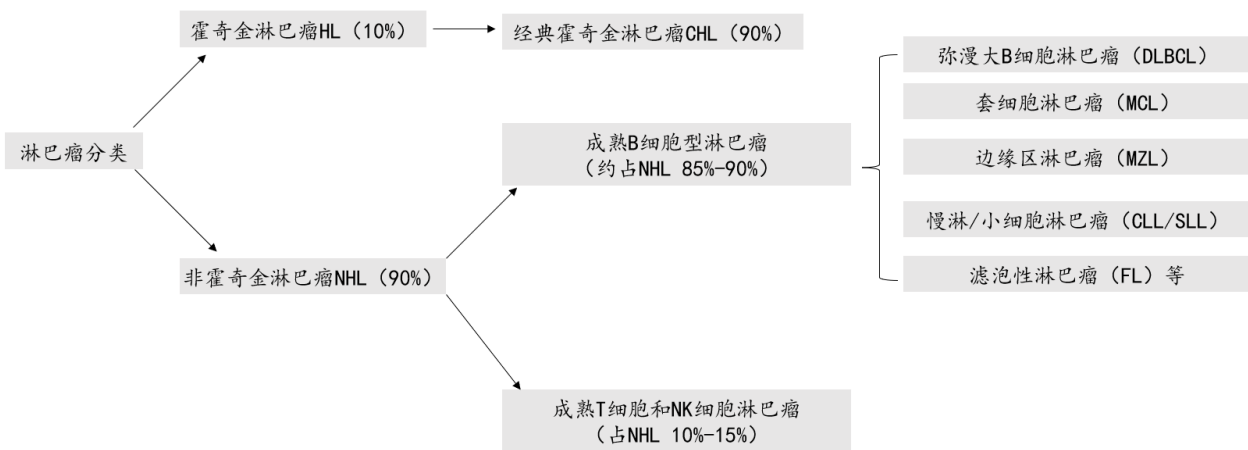 霍奇金淋巴瘤HL（10%）
经典霍奇金淋巴瘤CHL（90%）
淋巴瘤分类
非霍奇金淋巴瘤NHL（90%）
成熟B细胞型淋巴瘤
（约占NHL 85%-90%）
成熟T细胞和NK细胞淋巴瘤
（占NHL 10%-15%）
弥漫大B细胞淋巴瘤（DLBCL）
套细胞淋巴瘤（MCL）
边缘区淋巴瘤（MZL）
慢淋/小细胞淋巴瘤（CLL/SLL）
滤泡性淋巴瘤（FL）等